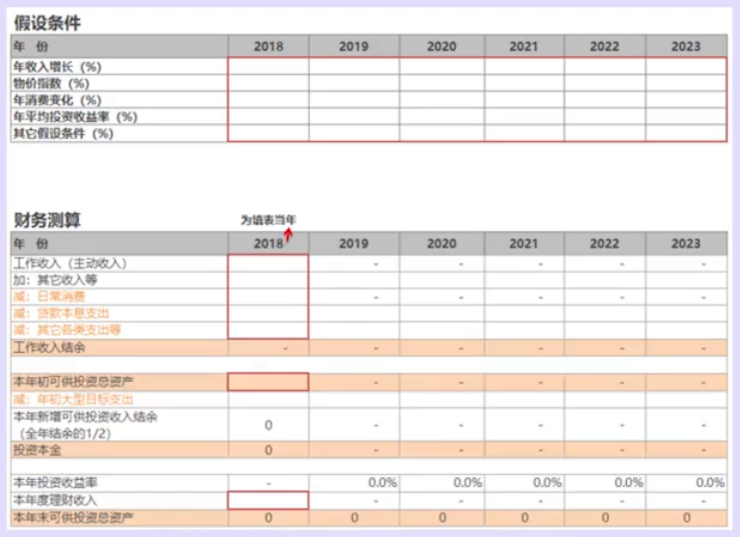 假设条件
年 份 2018 2019 2020 2021 2022 2023
年收入增长（%）
物价指数（%）
年消费变化（%）
年平均投资收益率（%）
其它假设条件（%）
财务测算 为填表当年
年 份 2018 2019 2020 2021 2022 2023
工作收入（主动收入） - - - - -
加：其它收入等
减：日常消费 - - - - -
减：贷款本息支出
减：其它各类支出等
工作收入结余 - - - - - -
本年初可供投资总资产 - - - - -
减：年初大型目标支出
本年新增可供投资收入结余
（全年结余的1/2） 0 - - - - -
投资本金 0 - - - - -
本年投资收益率 - 0.0% 0.0% 0.0% 0.0% 0.0%
本年度理财收入 - - - - -
本年末可供投资总资产 0 0 0 0 0 0